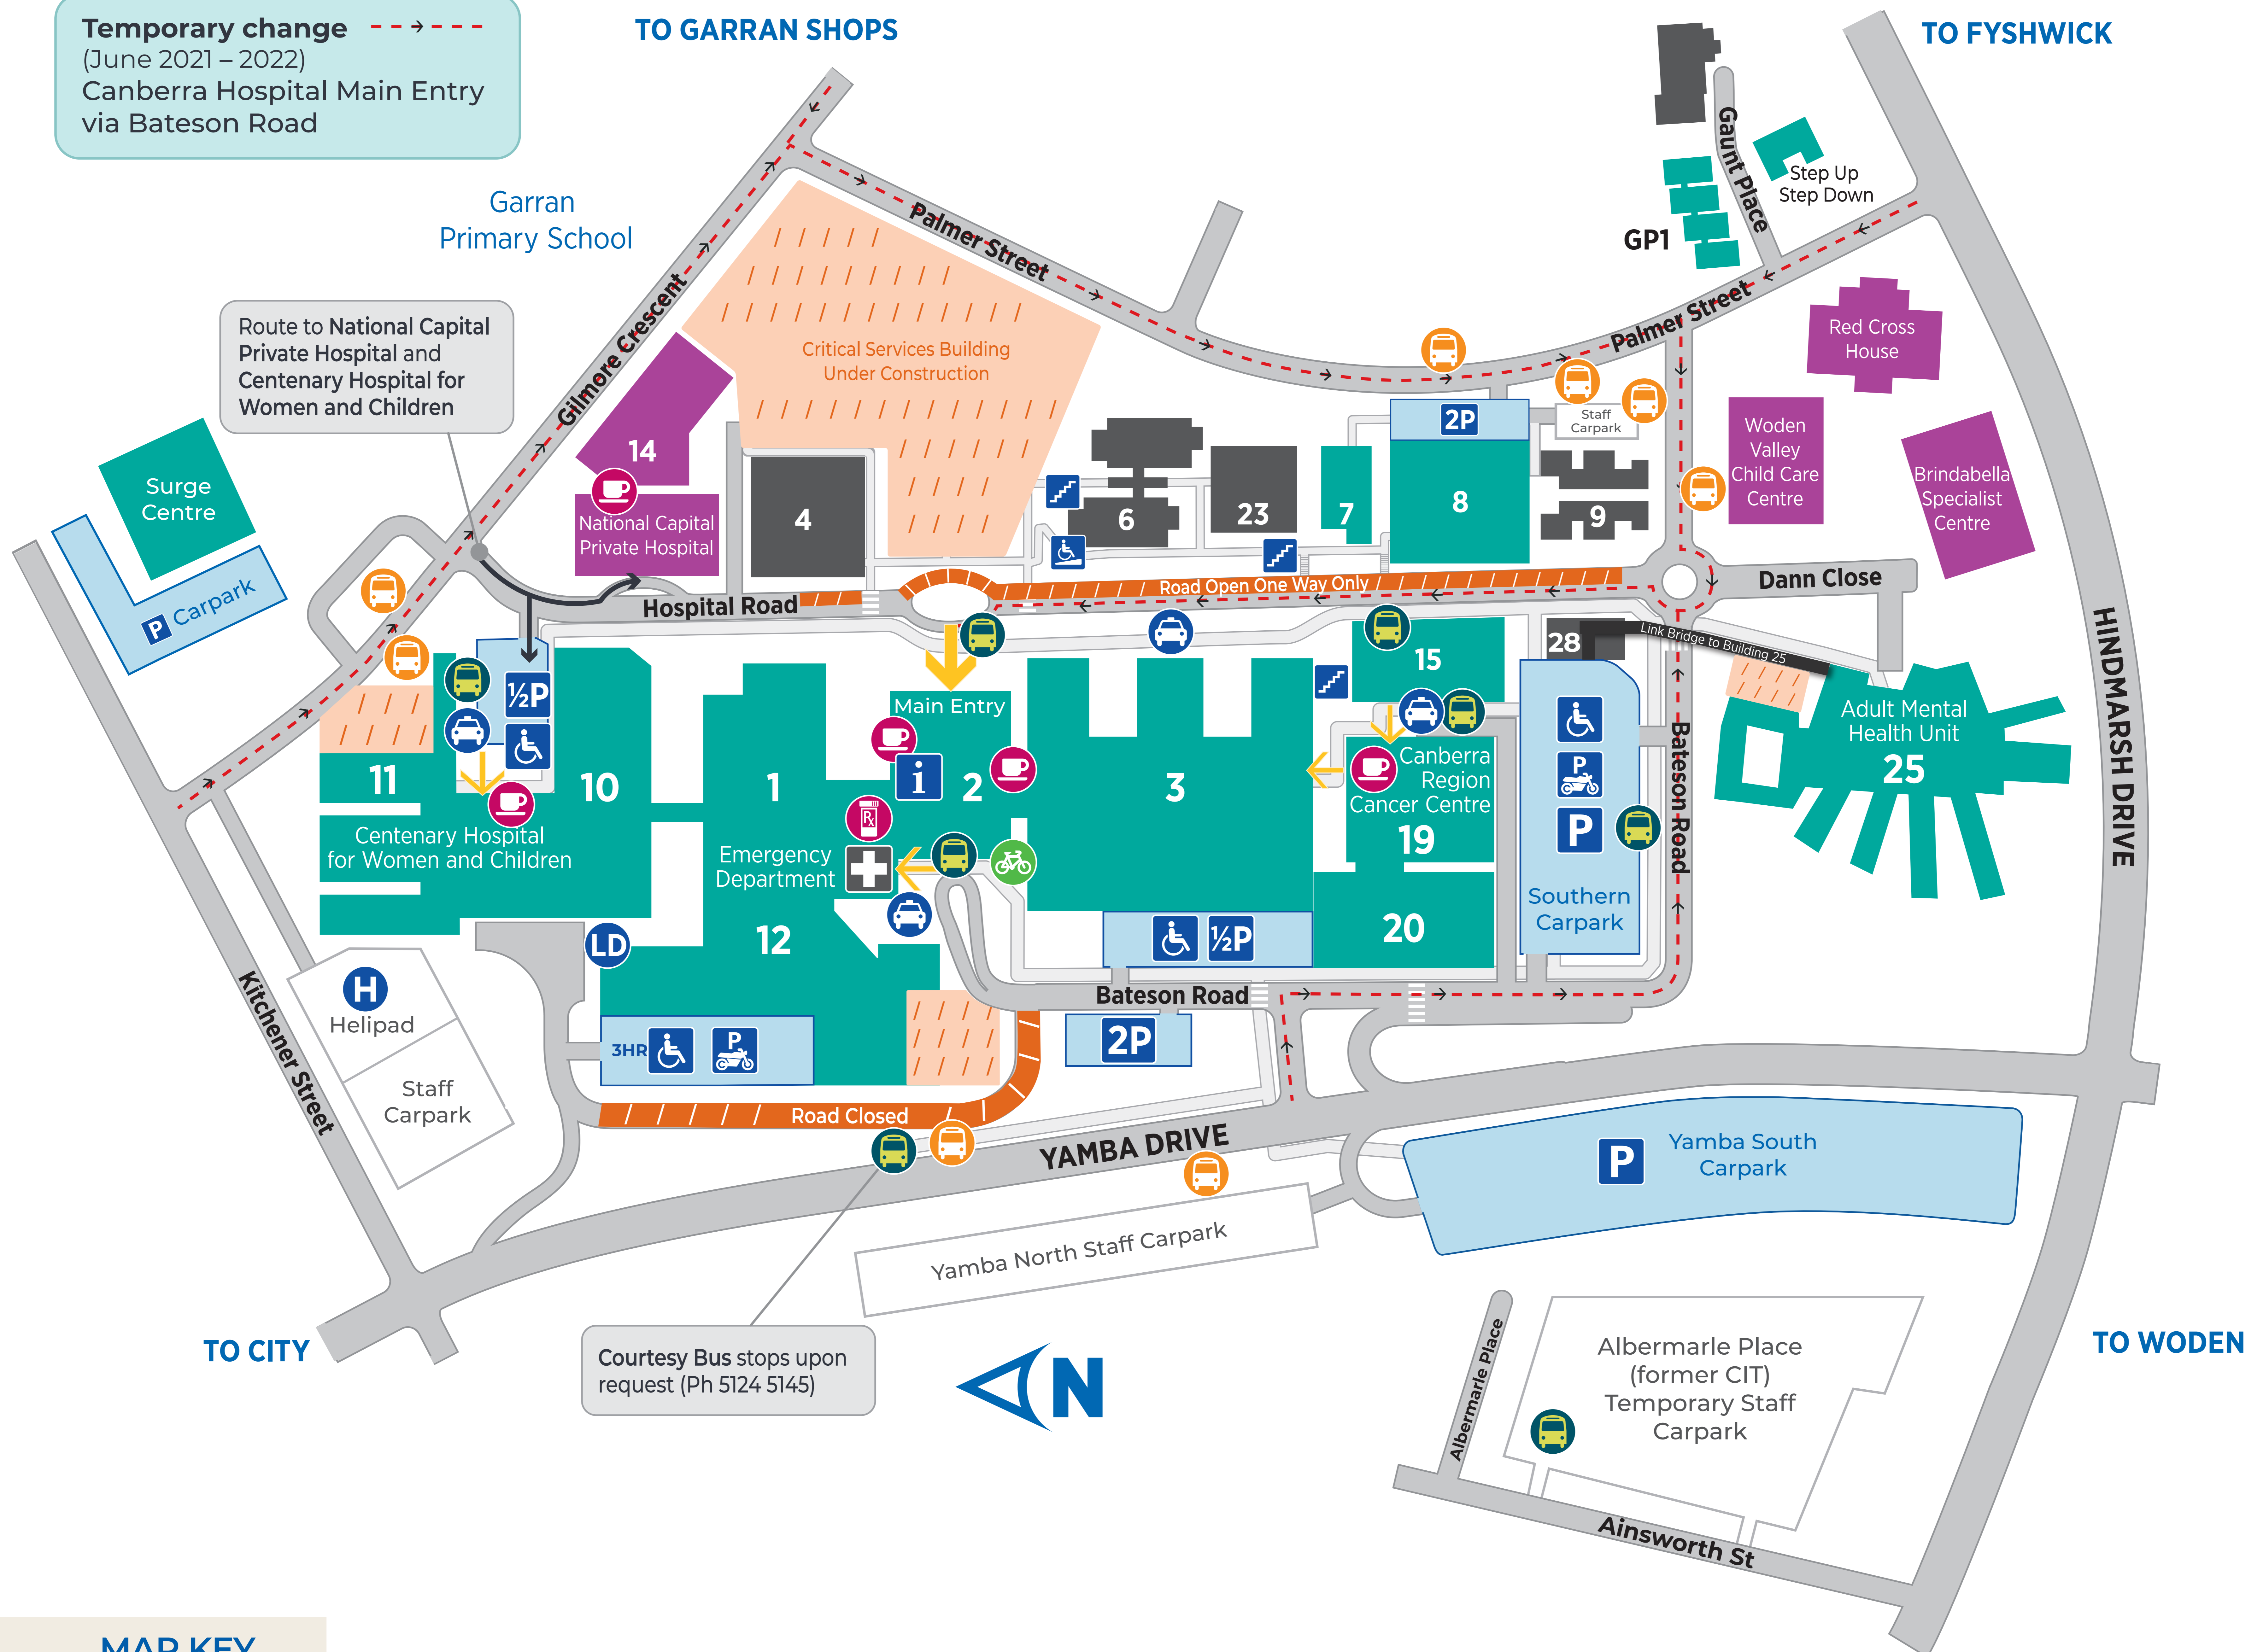 Temporary change
(June 2021 – 2022)
Canberra Hospital Main Entry
via Bateson Road
TO GARRAN SHOPS
TO FYSHWICK
Garran
Primary School
Gaunt Place
Step Up
Step Down
GP1
Palmer Street
Palmer Street
Gilmore Crescent
Route to National Capital
Private Hospital and
Centenary Hospital for
Women and Children
Critical Services Building
Under Construction
Red Cross
House
Surge
Centre
P Carpark
14
National Capital
Private Hospital
4
6
23
7
2P
8
Staff
Carpark
9
Woden
Valley
Child Care
Centre
Brindabella
Specialist
Centre
Hospital Road
Road Open One Way Only
Dann Close
HINDMARSH DRIVE
28
Link Bridge to Building 25
15
½P
Main Entry
11
10
1
i
2
3
Canberra
Region
Cancer Centre
19
P
P
Bateson Road
Adult Mental
Health Unit
25
Centenary Hospital
for Women and Children
Rx
Emergency
Department
12
LD
½P
20
Southern
Carpark
Kitchener Street
H
Helipad
Staff
Carpark
3HR
P
Bateson Road
2P
Road Closed
YAMBA DRIVE
P
Yamba South
Carpark
Yamba North Staff Carpark
TO CITY
Courtesy Bus stops upon
request (Ph 5124 5145)
N
Albermarle Place
Albermarle Place
(former CIT)
Temporary Staff
Carpark
TO WODEN
Ainsworth St
MAP KEY